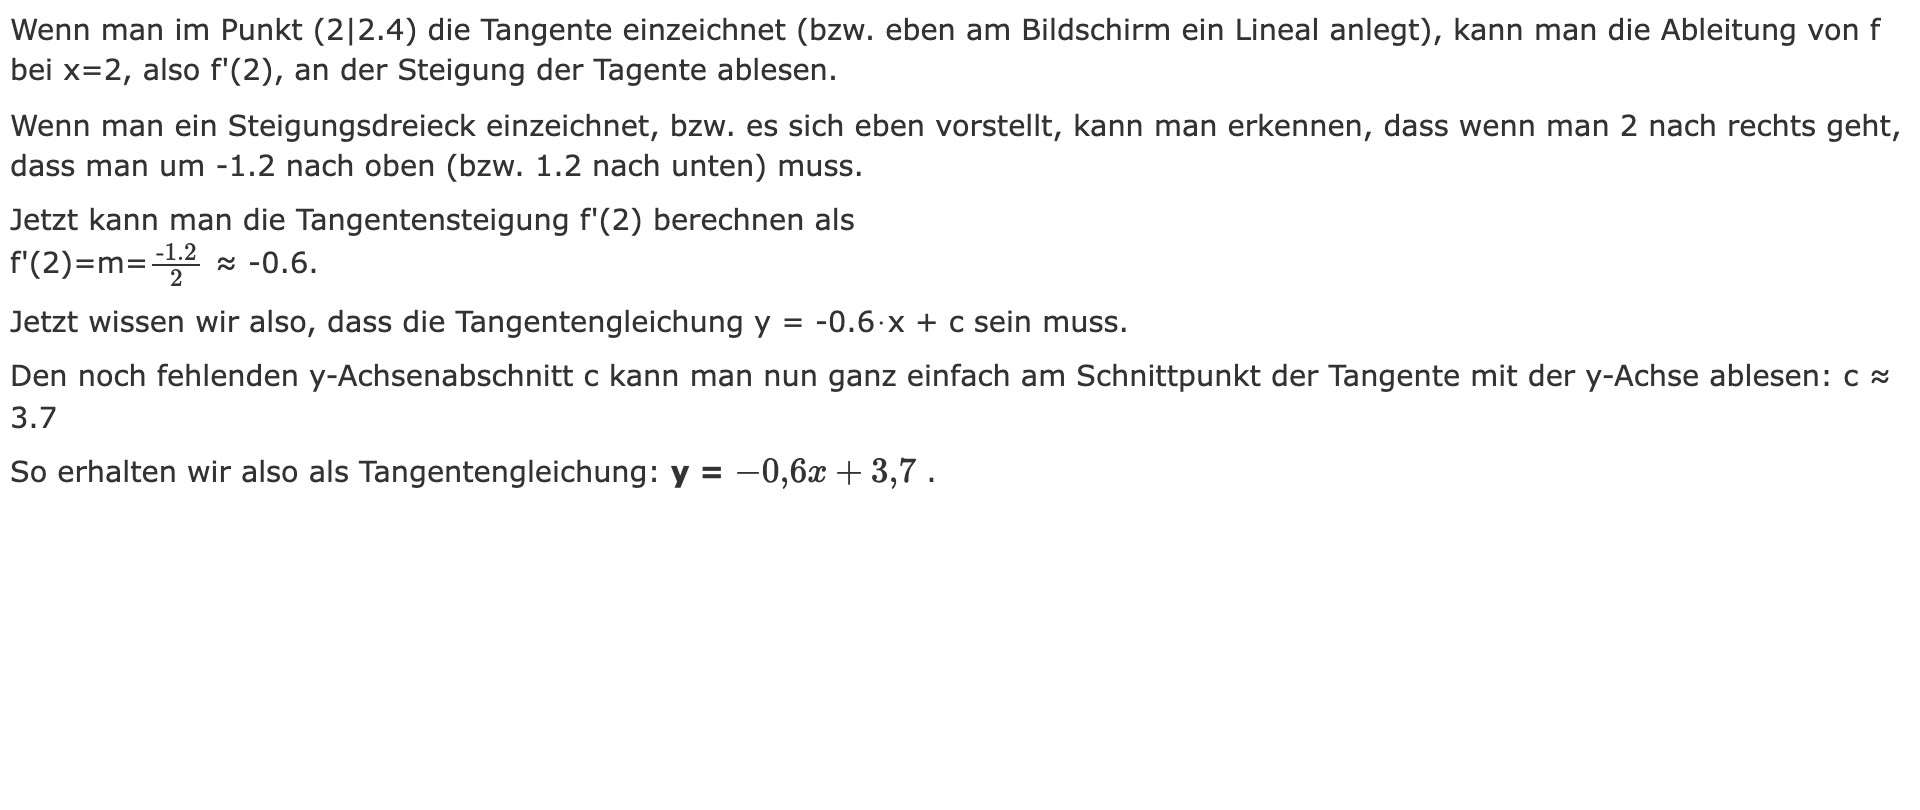 Wenn man im Punkt (2|2.4) die Tangente einzeichnet (bzw. eben am Bildschirm ein Lineal anlegt), kann man die Ableitung von f
bei x=2, also f'(2), an der Steigung der Tagente ablesen.
Wenn man ein Steigungsdreieck einzeichnet, bzw. es sich eben vorstellt, kann man erkennen, dass wenn man 2 nach rechts geht,
dass man um -1.2 nach oben (bzw. 1.2 nach unten) muss.
Jetzt kann man die Tangentensteigung f'(2) berechnen als
f'(2)=m=-1.2/2 ≈ -0.6.
Jetzt wissen wir also, dass die Tangentengleichung y = -0.6·x + c sein muss.
Den noch fehlenden y-Achsenabschnitt c kann man nun ganz einfach am Schnittpunkt der Tangente mit der y-Achse ablesen: c ≈
3.7
So erhalten wir also als Tangentengleichung: y = −0,6x + 3,7 .